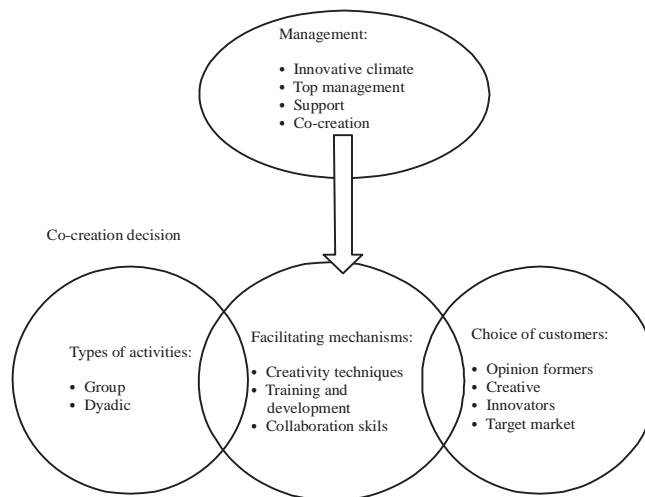 Management:
• Innovative climate
• Top management
• Support
• Co-creation
Co-creation decision
Types of activities:
• Group
• Dyadic
Facilitating mechanisms:
• Creativity techniques
• Training and
development
• Collaboration skils
Choice of customers:
• Opinion formers
• Creative
• Innovators
• Target market